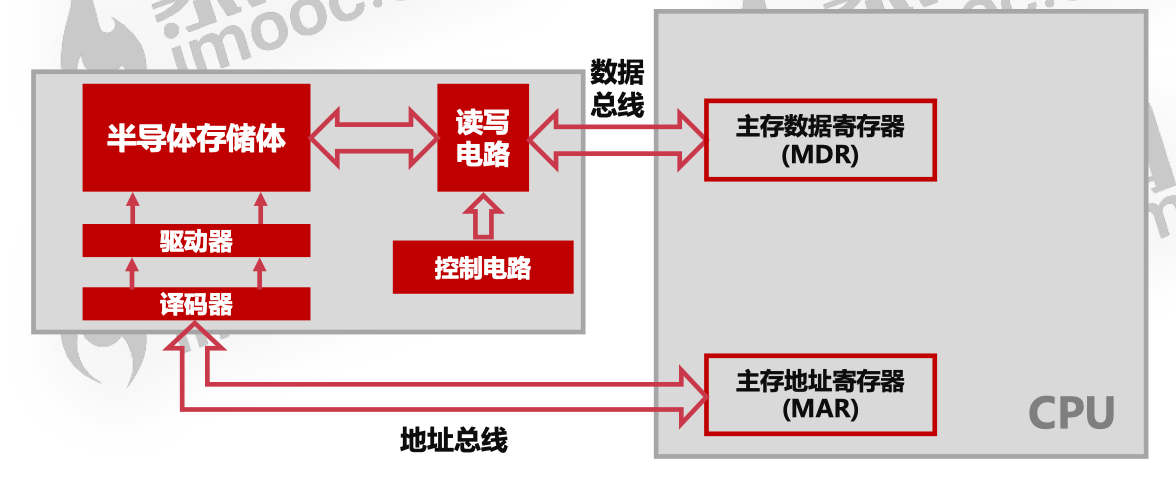 imooc.
数据
总线
半导体存储体
读写
电路
主存数据寄存器
(MDR)
驱动器
控制电路
译码器
主存地址寄存器
(MAR)
CPU
地址总线